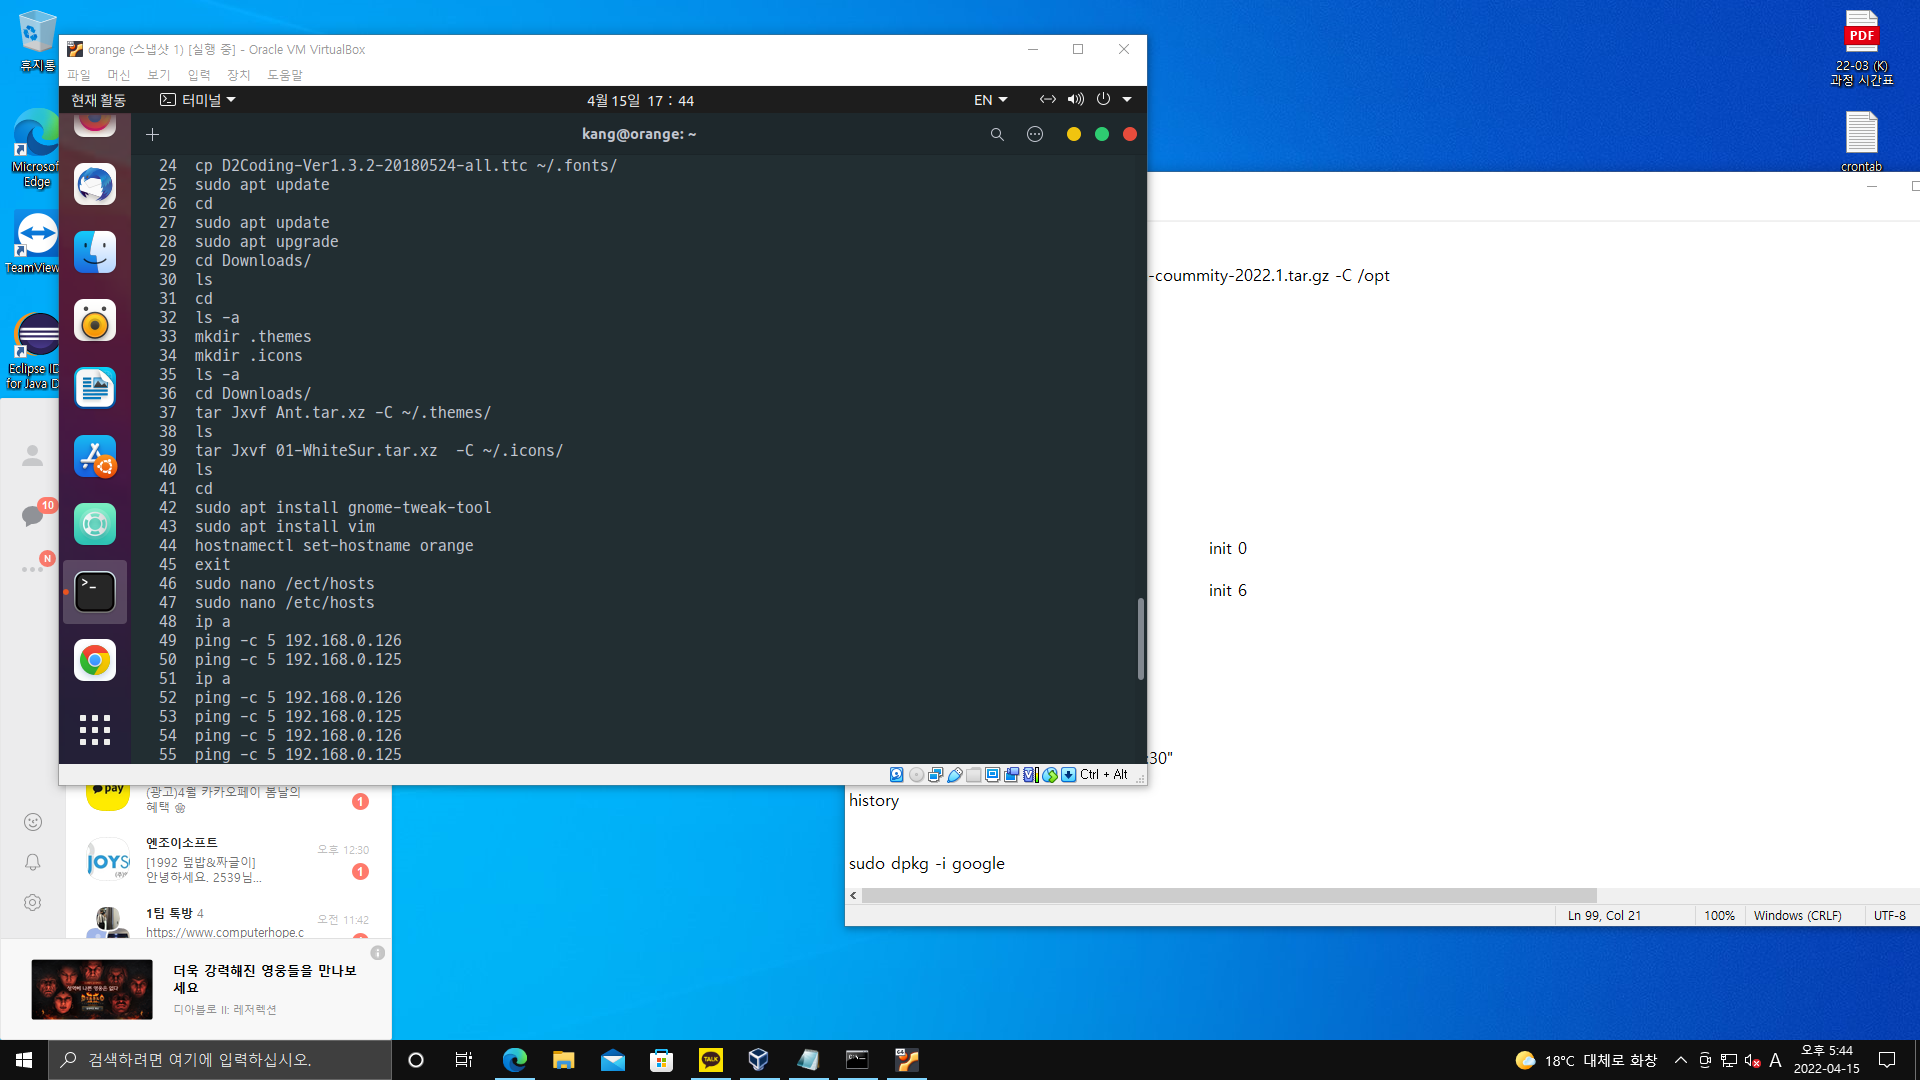 휴지통
Microsof
Edge
TeamView
Eclipse ID
for Java D
orange (스냅샷 1) [실행 중] - Oracle VM VirtualBox
파일 머신 보기 입력 장치 도움말
현재 활동 터미널 4월 15일 17 : 44 EN
kang@orange: ~
24 cp D2Coding-Ver1.3.2-20180524-all.ttc ~/.fonts/
25 sudo apt update
26 cd
27 sudo apt update
28 sudo apt upgrade
29 cd Downloads/
30 ls
31 cd
32 ls -a
33 mkdir .themes
34 mkdir .icons
35 ls -a
36 cd Downloads/
37 tar Jxvf Ant.tar.xz -C ~/.themes/
38 ls
39 tar Jxvf 01-WhiteSur.tar.xz  -C ~/.icons/
40 ls
41 cd
42 sudo apt install gnome-tweak-tool
43 sudo apt install vim
44 hostnamectl set-hostname orange
45 exit
46 sudo nano /ect/hosts
47 sudo nano /etc/hosts
48 ip a
49 ping -c 5 192.168.0.126
50 ping -c 5 192.168.0.125
51 ip a
52 ping -c 5 192.168.0.126
53 ping -c 5 192.168.0.125
54 ping -c 5 192.168.0.126
55 ping -c 5 192.168.0.125
Ctrl + Alt
PDF
22-03 (K)
과정 시간표
crontab
-coummity-2022.1.tar.gz -C /opt
init 0
init 6
:30"
history
sudo dpkg -i google
Ln 99, Col 21 100% Windows (CRLF) UTF-8
10
N
pay
(광고)4월 카카오페이 봄달의
혜택
1
JOYS
엔조이소프트
오후 12:30
[1992 덮밥&짜글이]
안녕하세요. 2539님...
1
1팀 톡방 4
오전 11:42
https://www.computerhope.c
더욱 강력해진 영웅들을 만나보
세요
디아블로 II: 레저렉션
검색하려면 여기에 입력하십시오.
TALK
18°C 대체로 화창
A
오후 5:44
2022-04-15